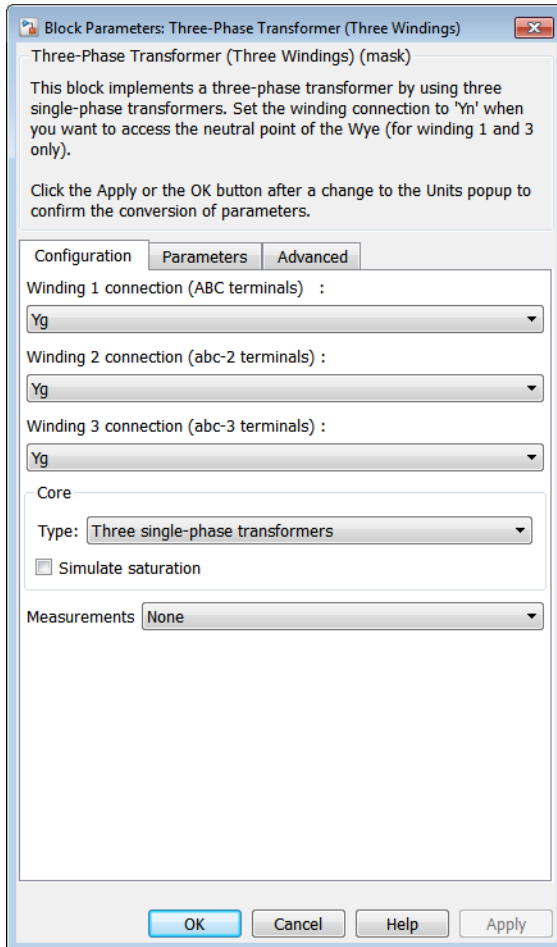 Block Parameters: Three-Phase Transformer (Three Windings)
Three-Phase Transformer (Three Windings) (mask)
This block implements a three-phase transformer by using three
single-phase transformers. Set the winding connection to 'Yn' when
you want to access the neutral point of the Wye (for winding 1 and 3
only).
Click the Apply or the OK button after a change to the Units popup to
confirm the conversion of parameters.
Configuration Parameters Advanced
Winding 1 connection (ABC terminals) :
Yg
Winding 2 connection (abc-2 terminals) :
Yg
Winding 3 connection (abc-3 terminals) :
Yg
Core
Type: Three single-phase transformers
Simulate saturation
Measurements None
OK Cancel Help Apply